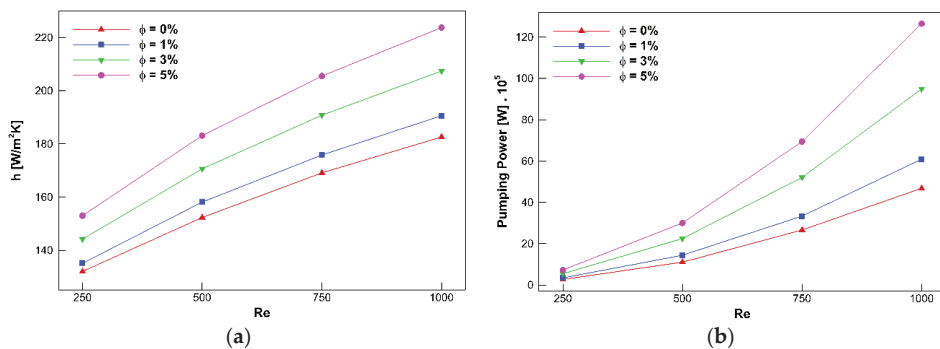 ϕ = 0%
ϕ = 1%
ϕ = 3%
ϕ = 5%
220
200
180
160
140
h [W/m²K]
250 500 750 1000
Re
(a)
ϕ = 0%
ϕ = 1%
ϕ = 3%
ϕ = 5%
120
100
80
60
40
20
0
Pumping Power [W] . 10⁵
250 500 750 1000
Re
(b)